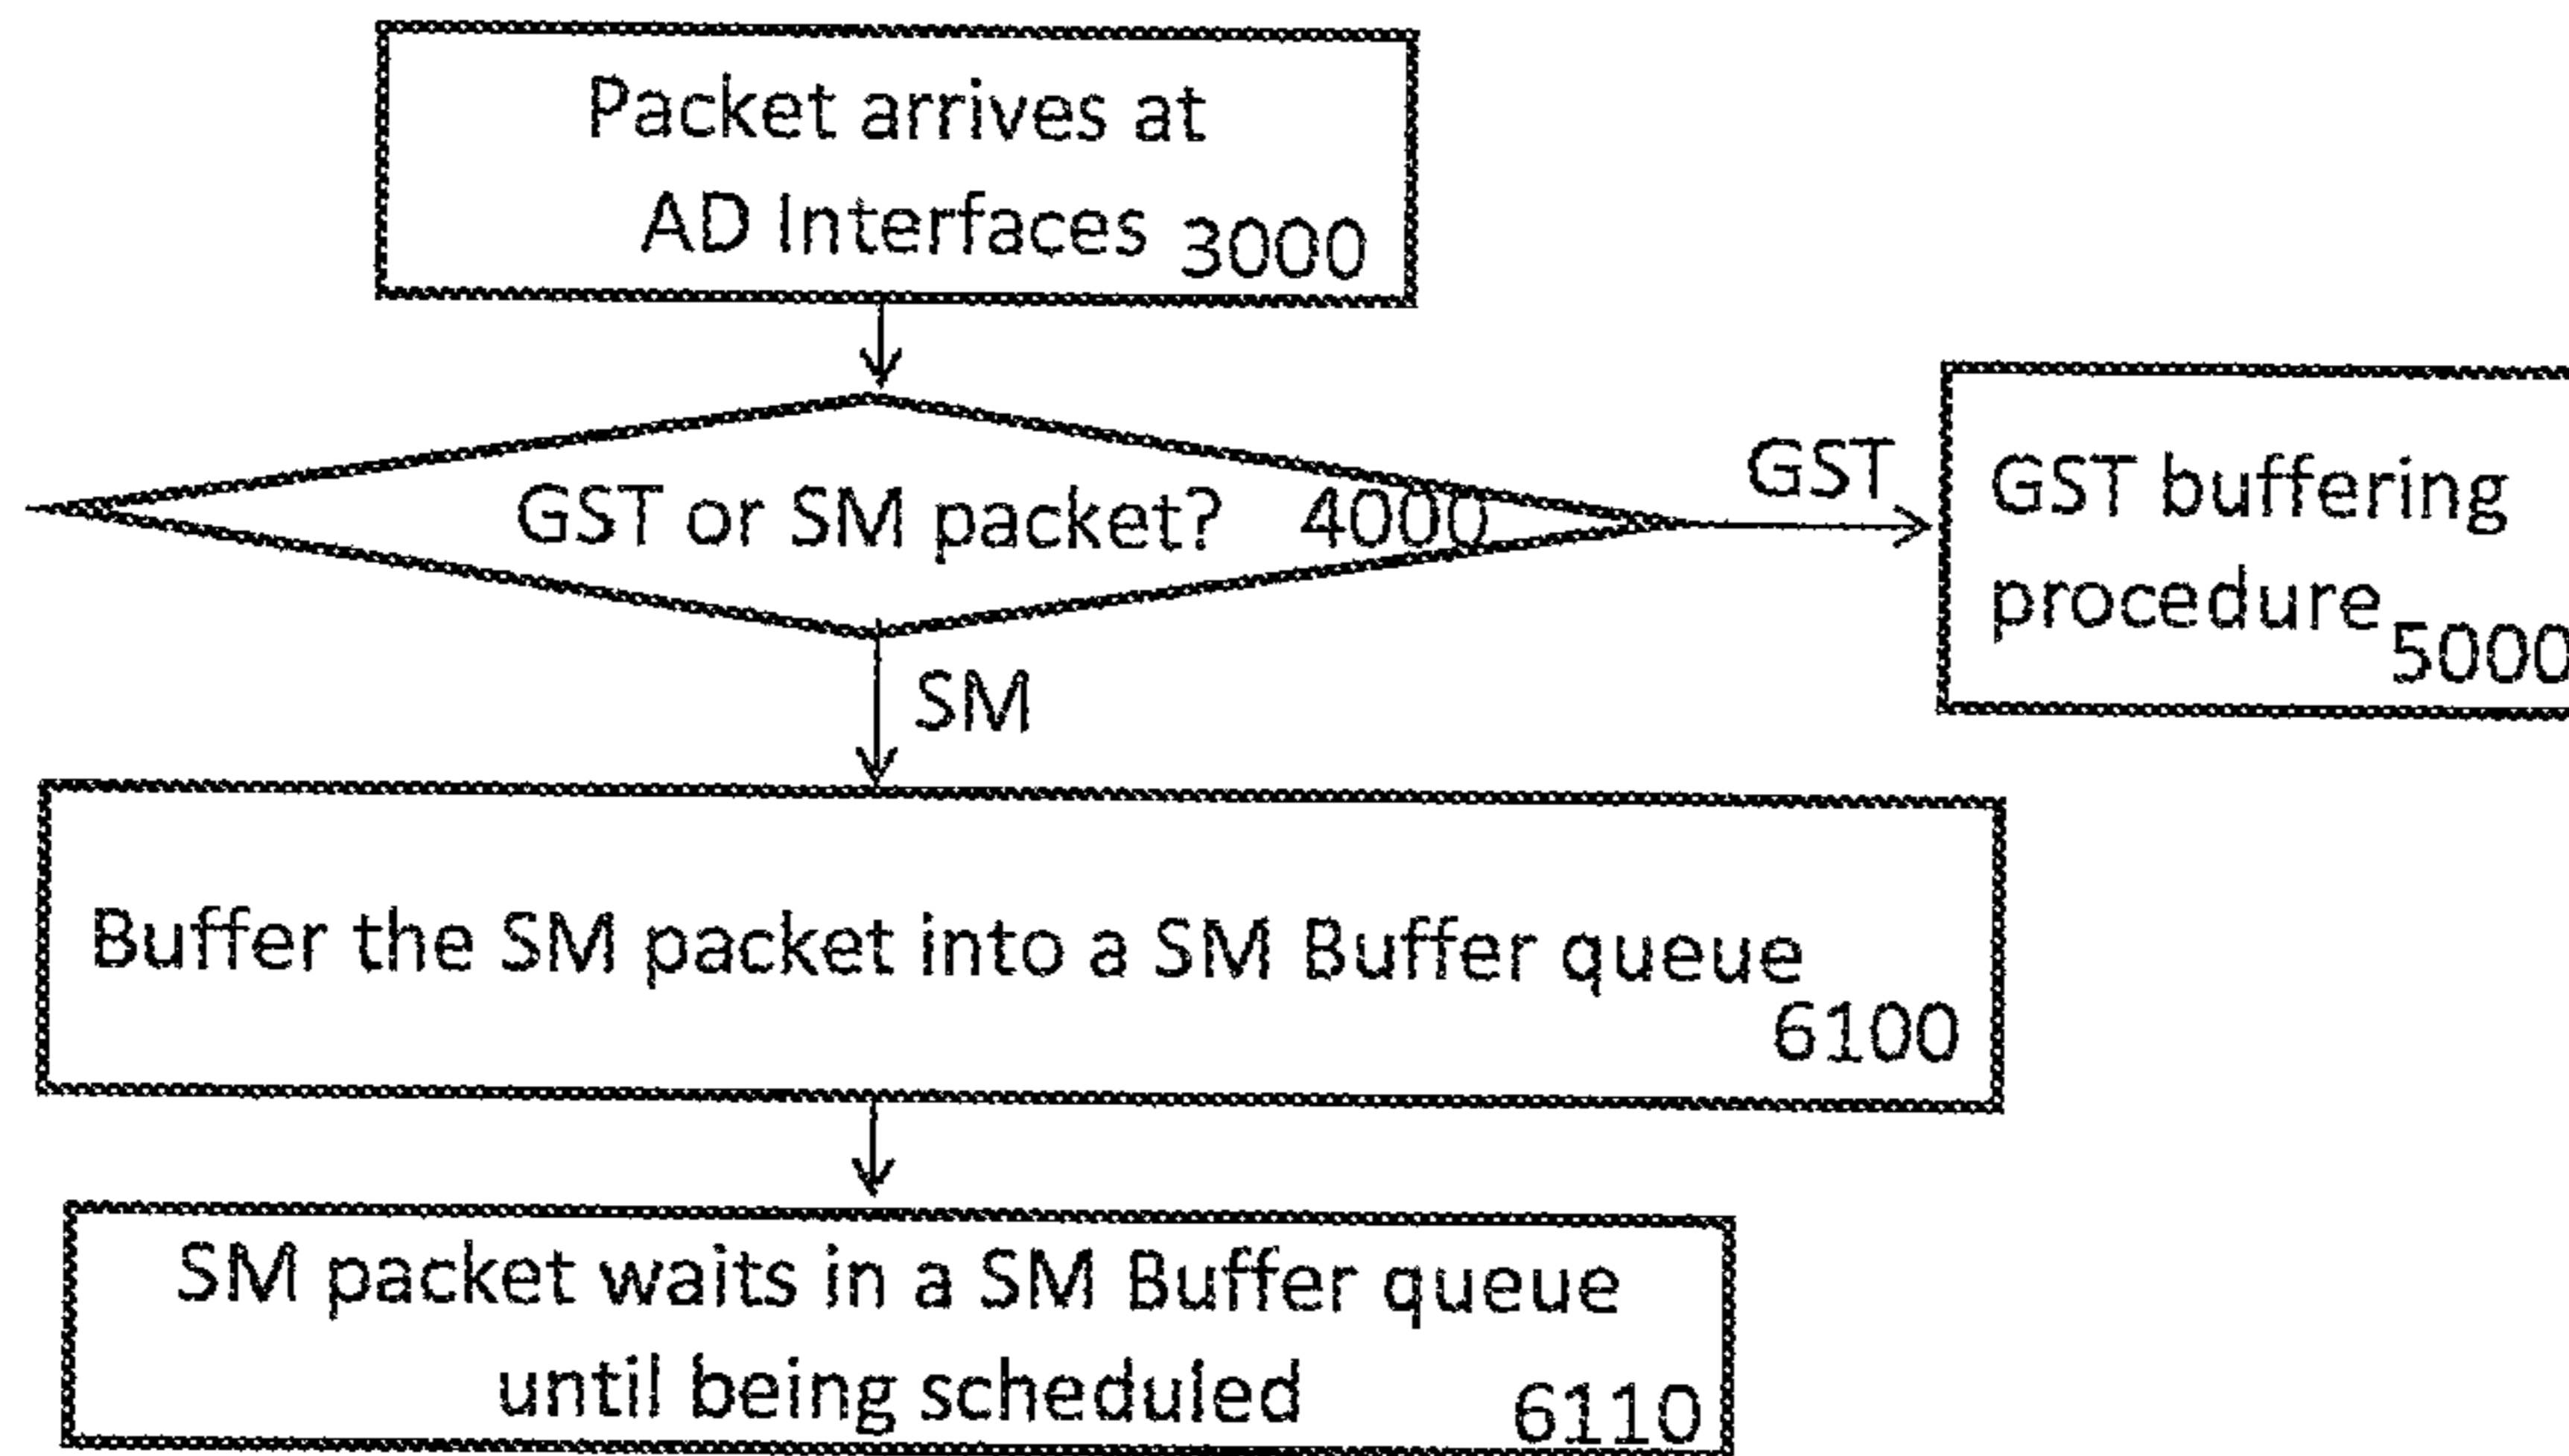 Packet arrives at
AD Interfaces 3000
GST or SM packet? 4000
GST
GST buffering
procedure 5000
SM
Buffer the SM packet into a SM Buffer queue
6100
SM packet waits in a SM Buffer queue
until being scheduled 6110